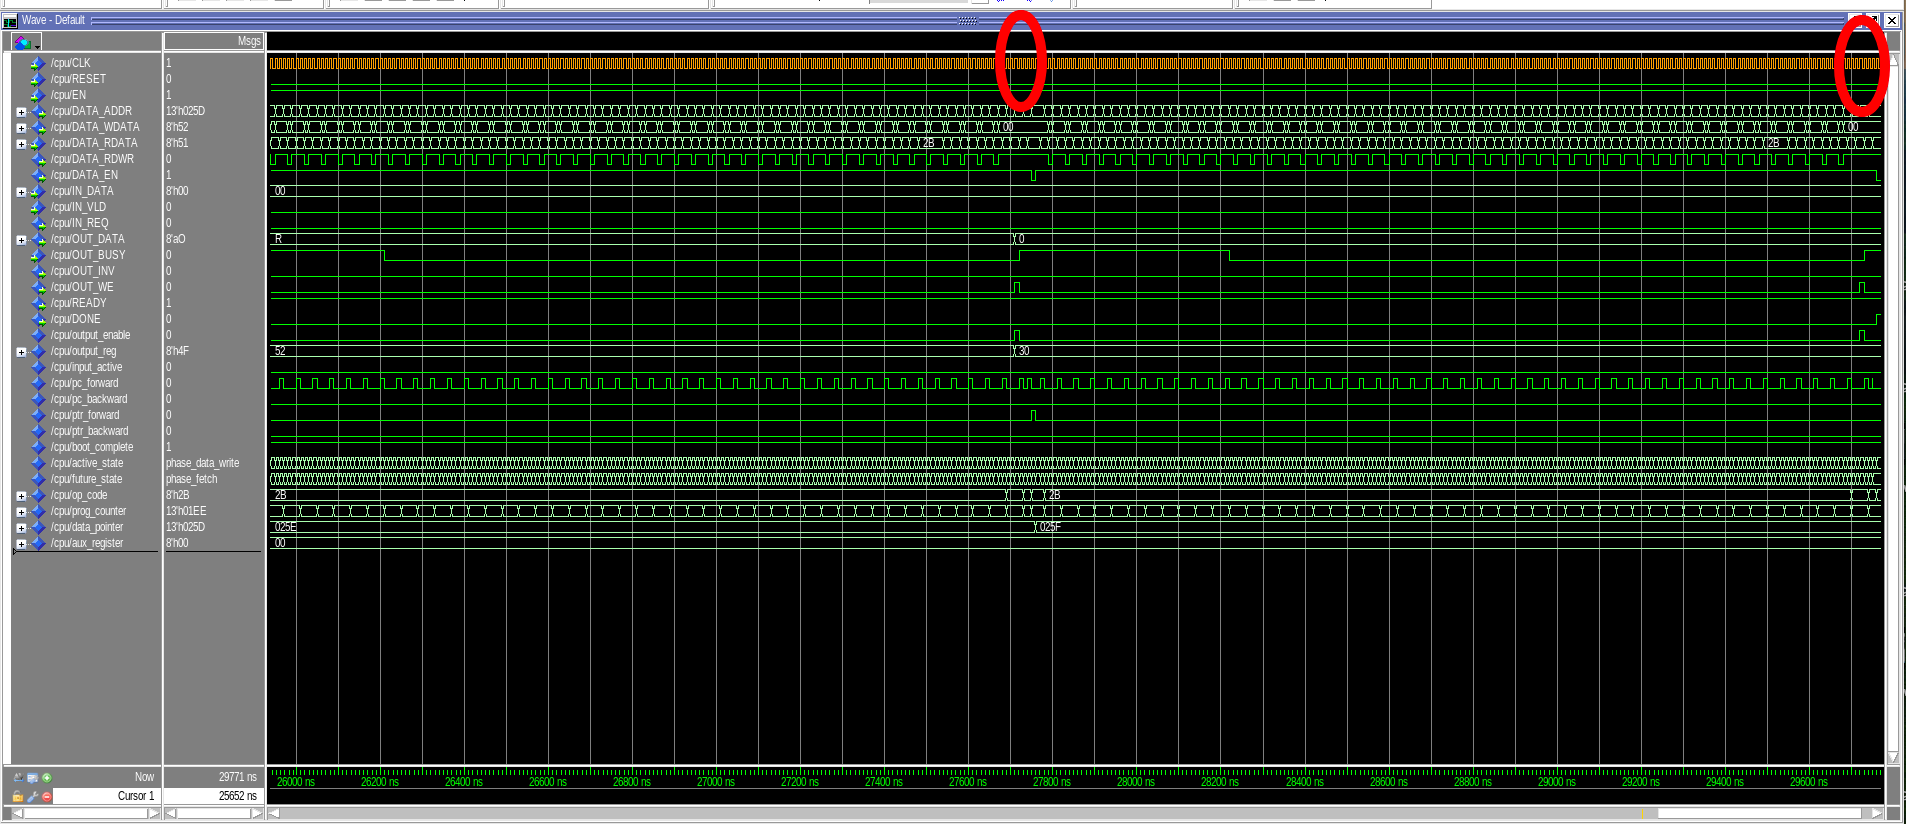 Wave - Default
Msgs
/cpu/CLK 1
/cpu/RESET 0
/cpu/EN 1
/cpu/DATA_ADDR 13'h025D
/cpu/DATA_WDATA 8'h52 00 00
/cpu/DATA_RDATA 8'h51 2B 2B
/cpu/DATA_RDWR 0
/cpu/DATA_EN 1
/cpu/IN_DATA 8'h00 00
/cpu/IN_VLD 0
/cpu/IN_REQ 0
/cpu/OUT_DATA 8'aO R 0
/cpu/OUT_BUSY 0
/cpu/OUT_INV 0
/cpu/OUT_WE 0
/cpu/READY 1
/cpu/DONE 0
/cpu/output_enable 0
/cpu/output_reg 8'h4F 52 30
/cpu/input_active 0
/cpu/pc_forward 0
/cpu/pc_backward 0
/cpu/ptr_forward 0
/cpu/ptr_backward 0
/cpu/boot_complete 1
/cpu/active_state phase_data_write
/cpu/future_state phase_fetch
/cpu/op_code 8'h2B 2B 2B
/cpu/prog_counter 13'h01EE
/cpu/data_pointer 13'h025D 025E 025F
/cpu/aux_register 8'h00 00
Now 29771 ns 26000 ns 26200 ns 26400 ns 26600 ns 26800 ns 27000 ns 27200 ns 27400 ns 27600 ns 27800 ns 28000 ns 28200 ns 28400 ns 28600 ns 28800 ns 29000 ns 29200 ns 29400 ns 29600 ns
Cursor 1 25652 ns